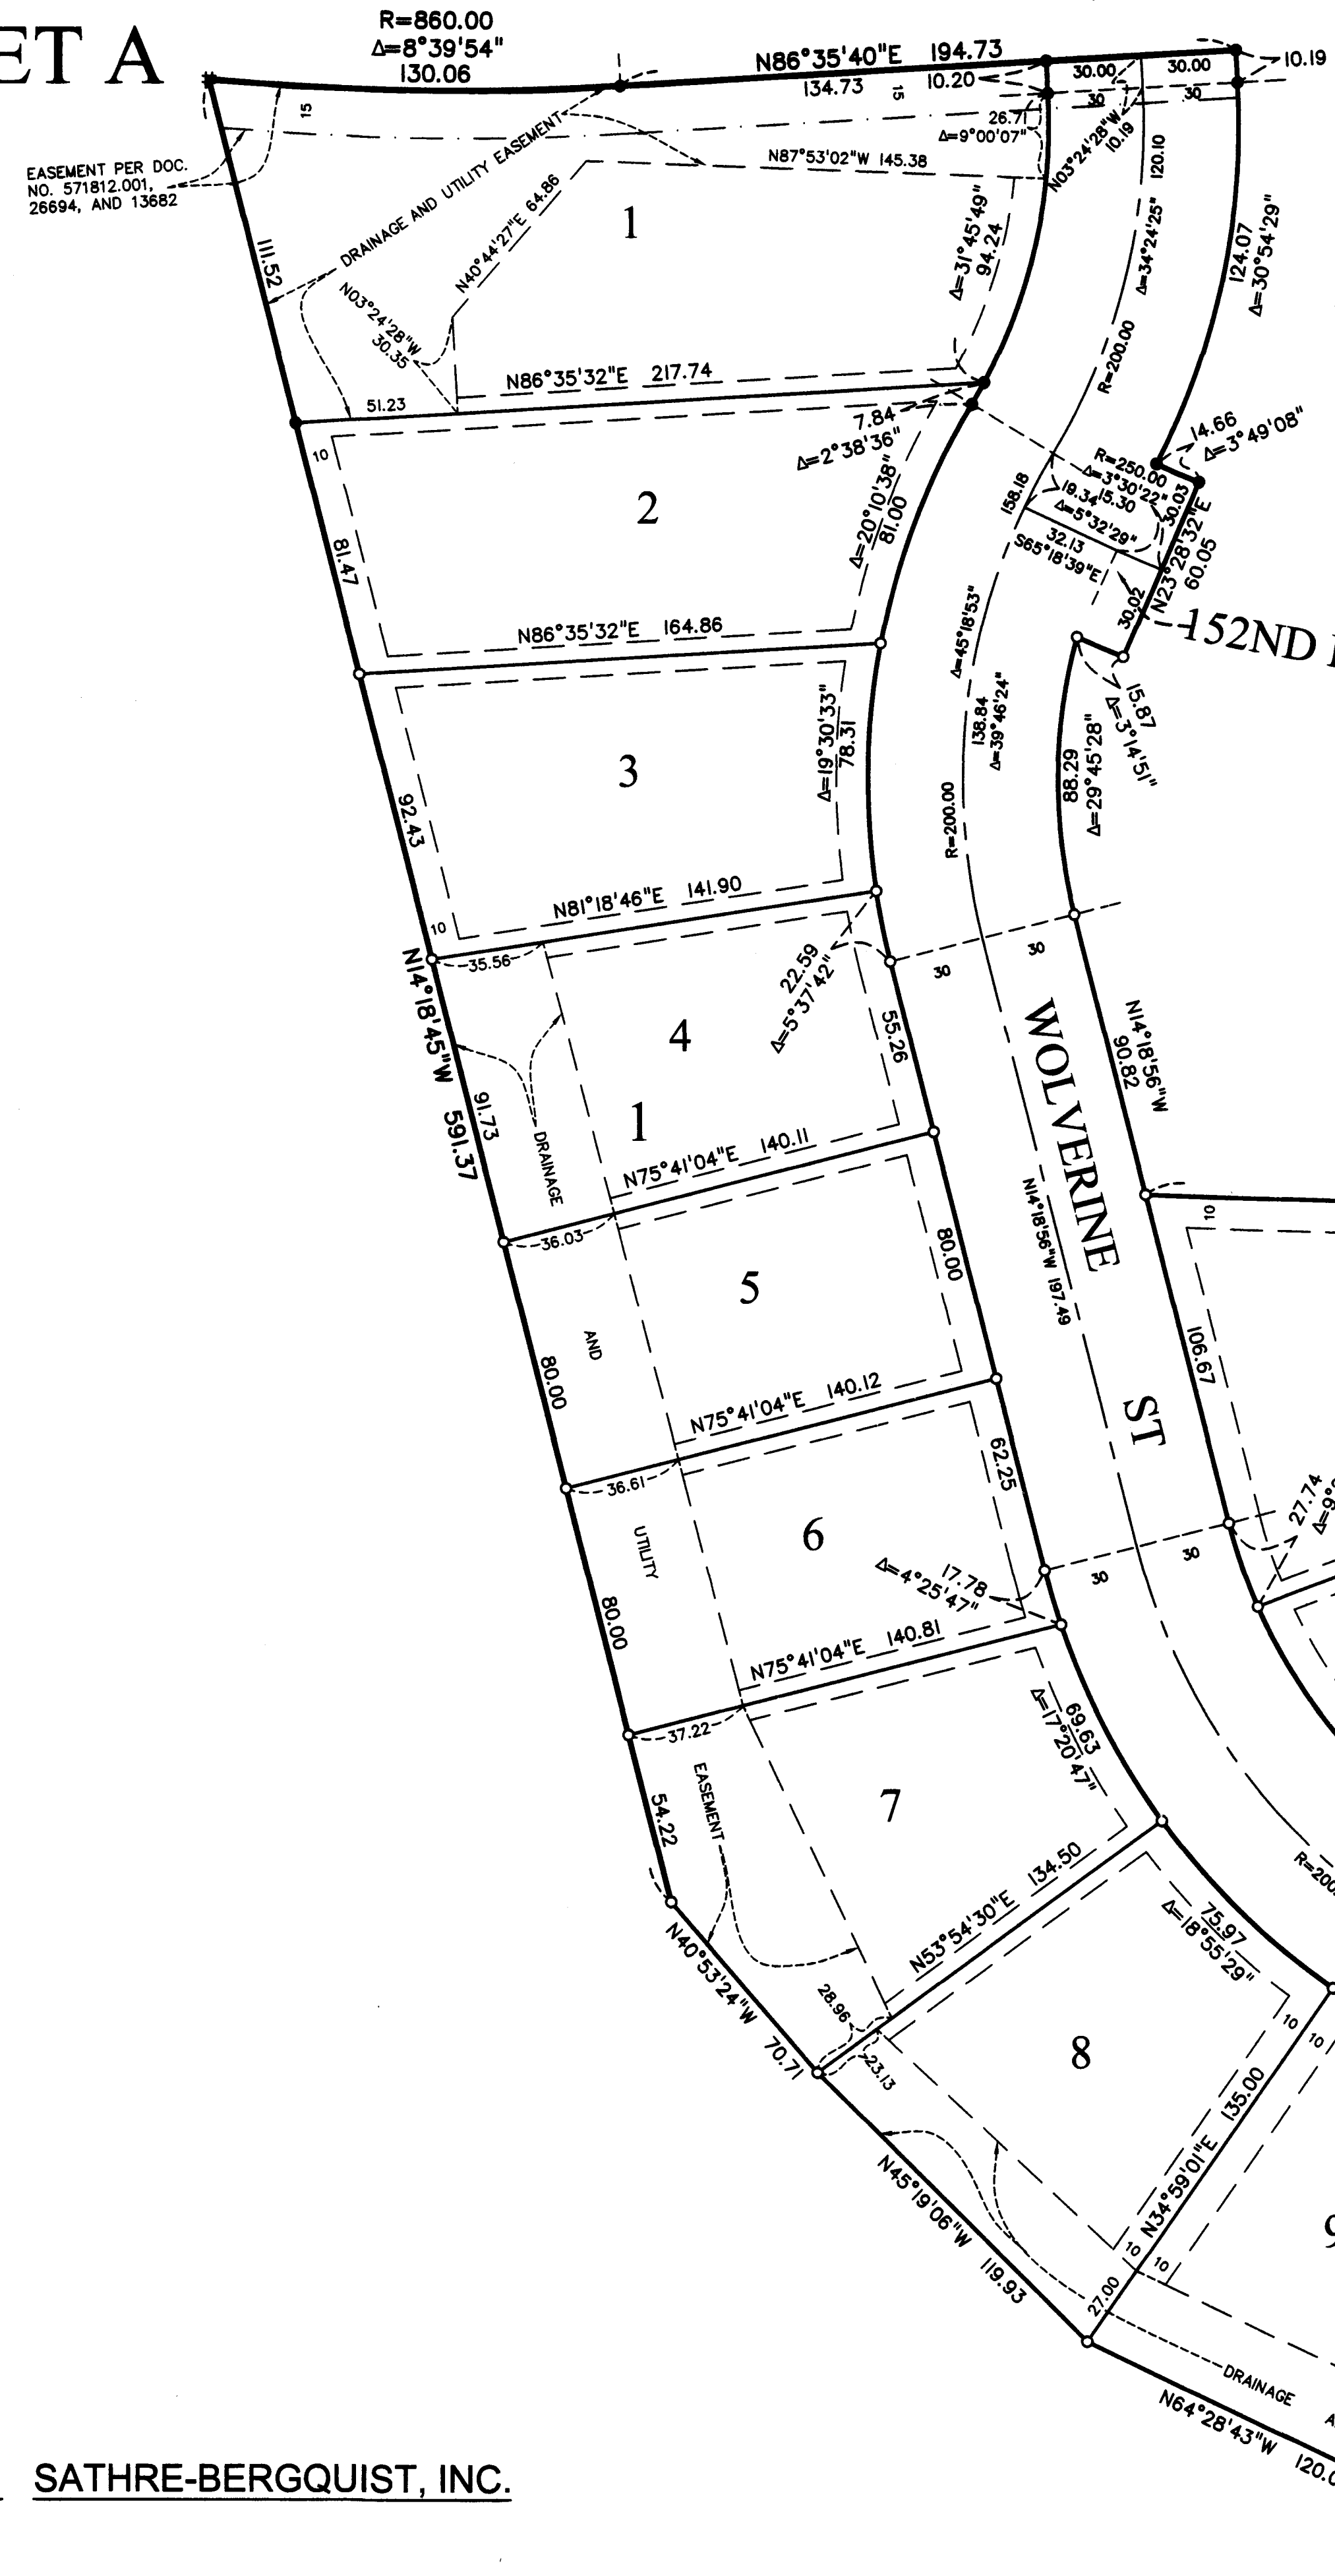 ET A
R=860.00
Δ=8°39'54"
130.06
N86°35'40"E 194.73
134.73
15
10.20
30.00
30.00
10.19
30
30
15
26.71
Δ=9°00'07"
N03°24'28"W
10.19
120.10
Δ=34°24'25"
R=200.00
124.07
Δ=30°54'29"
EASEMENT PER DOC.
NO. 571812.001,
26694, AND 13682
DRAINAGE AND UTILITY EASEMENT
N87°53'02"W 145.38
N40°44'27"E 64.86
1
111.52
N03°24'28"W
30.35
Δ=31°45'49"
94.24
N86°35'32"E 217.74
51.23
7.84
Δ=2°38'36"
14.66
Δ=3°49'08"
R=250.00
Δ=3°30'22"
15.30
19.34
Δ=5°32'29"
30.03
N23°28'32"E
60.05
32.13
S65°18'39"E
30.02
158.18
152ND
10
2
81.47
Δ=20°10'38"
81.00
N86°35'32"E 164.86
Δ=45°18'53"
138.84
Δ=39°46'24"
R=200.00
15.87
Δ=3°14'51"
88.29
Δ=29°45'28"
3
Δ=19°30'33"
78.31
92.43
10
N81°18'46"E 141.90
35.56
22.59
Δ=5°37'42"
30
30
N14°18'45"W 591.37
4
55.26
WOLVERINE
N14°18'56"W
90.82
91.73
DRAINAGE
1
N75°41'04"E 140.11
36.03
N14°18'56"W 197.49
10
5
80.00
80.00
AND
106.67
N75°41'04"E 140.12
36.61
ST
62.25
6
UTILITY
80.00
Δ=4°25'47"
17.78
30
30
27.74
N75°41'04"E 140.81
37.22
69.63
Δ=17°20'47"
54.22
EASEMENT
7
N53°54'30"E 134.50
N40°53'24"W 70.71
28.96
23.13
75.97
Δ=18°55'29"
8
10
10
N34°59'01"E 135.00
N45°19'06"W 119.93
10
10
27.00
DRAINAGE
N64°28'43"W
SATHRE-BERGQUIST, INC.